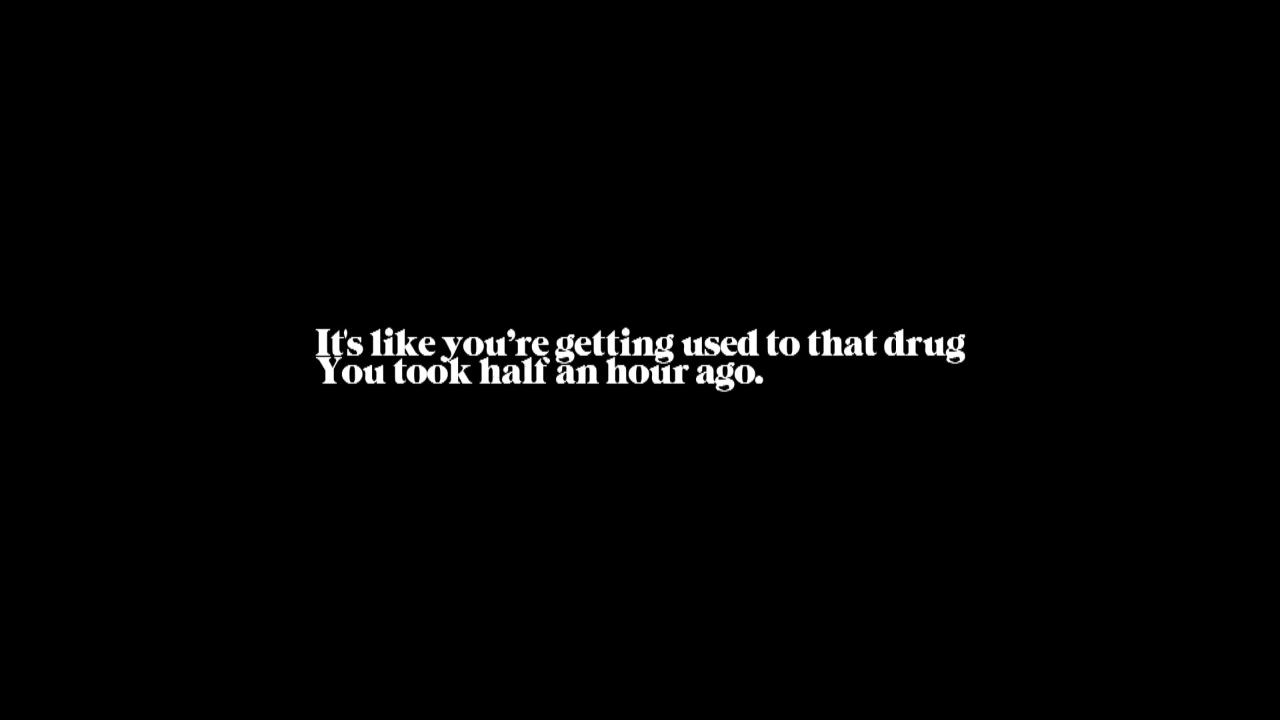 It's like you’re getting used to that drug
You took half an hour ago.